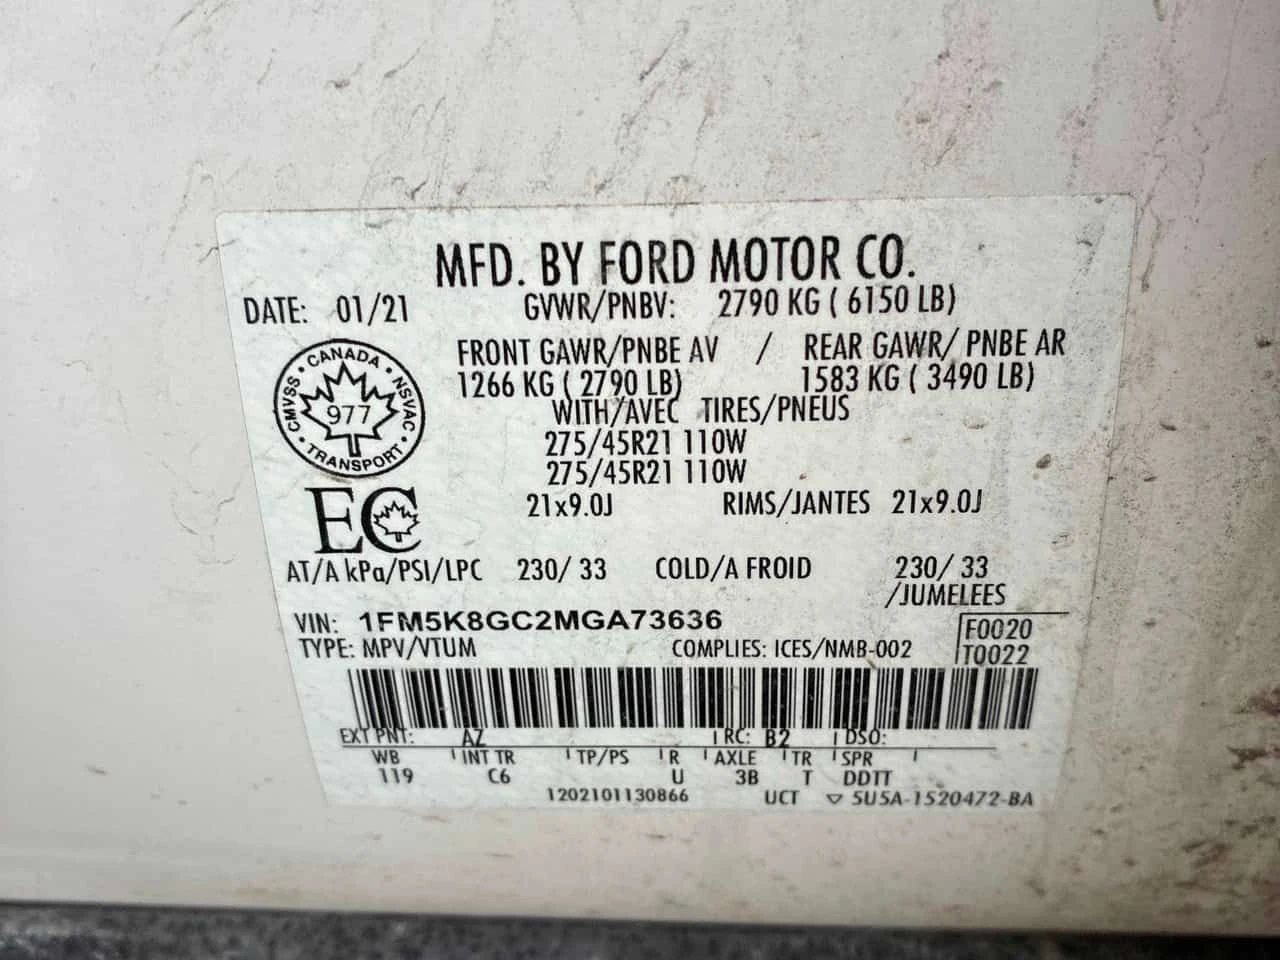 MFD. BY FORD MOTOR CO.
DATE: 01/21 GVWR/PNBV: 2790 KG ( 6150 LB)
FRONT GAWR/PNBE AV / REAR GAWR/ PNBE AR
1266 KG ( 2790 LB) 1583 KG ( 3490 LB)
WITH/AVEC TIRES/PNEUS
275/45R21 110W
275/45R21 110W
21x9.0J RIMS/JANTES 21x9.0J
CANADA • NSVAC • TRANSPORT • CMVSS •
977
EC
AT/A kPa/PSI/LPC 230/ 33 COLD/A FROID 230/ 33
/JUMELEES
VIN: 1FM5K8GC2MGA73636 F0020
TYPE: MPV/VTUM COMPLIES: ICES/NMB-002 T0022
EXT PNT: AZ RC: B2 DSO:
WB INT TR TP/PS R AXLE TR SPR
119 C6 U 3B T DDTT
1202101130866 UCT ▽ 5U5A-1520472-BA